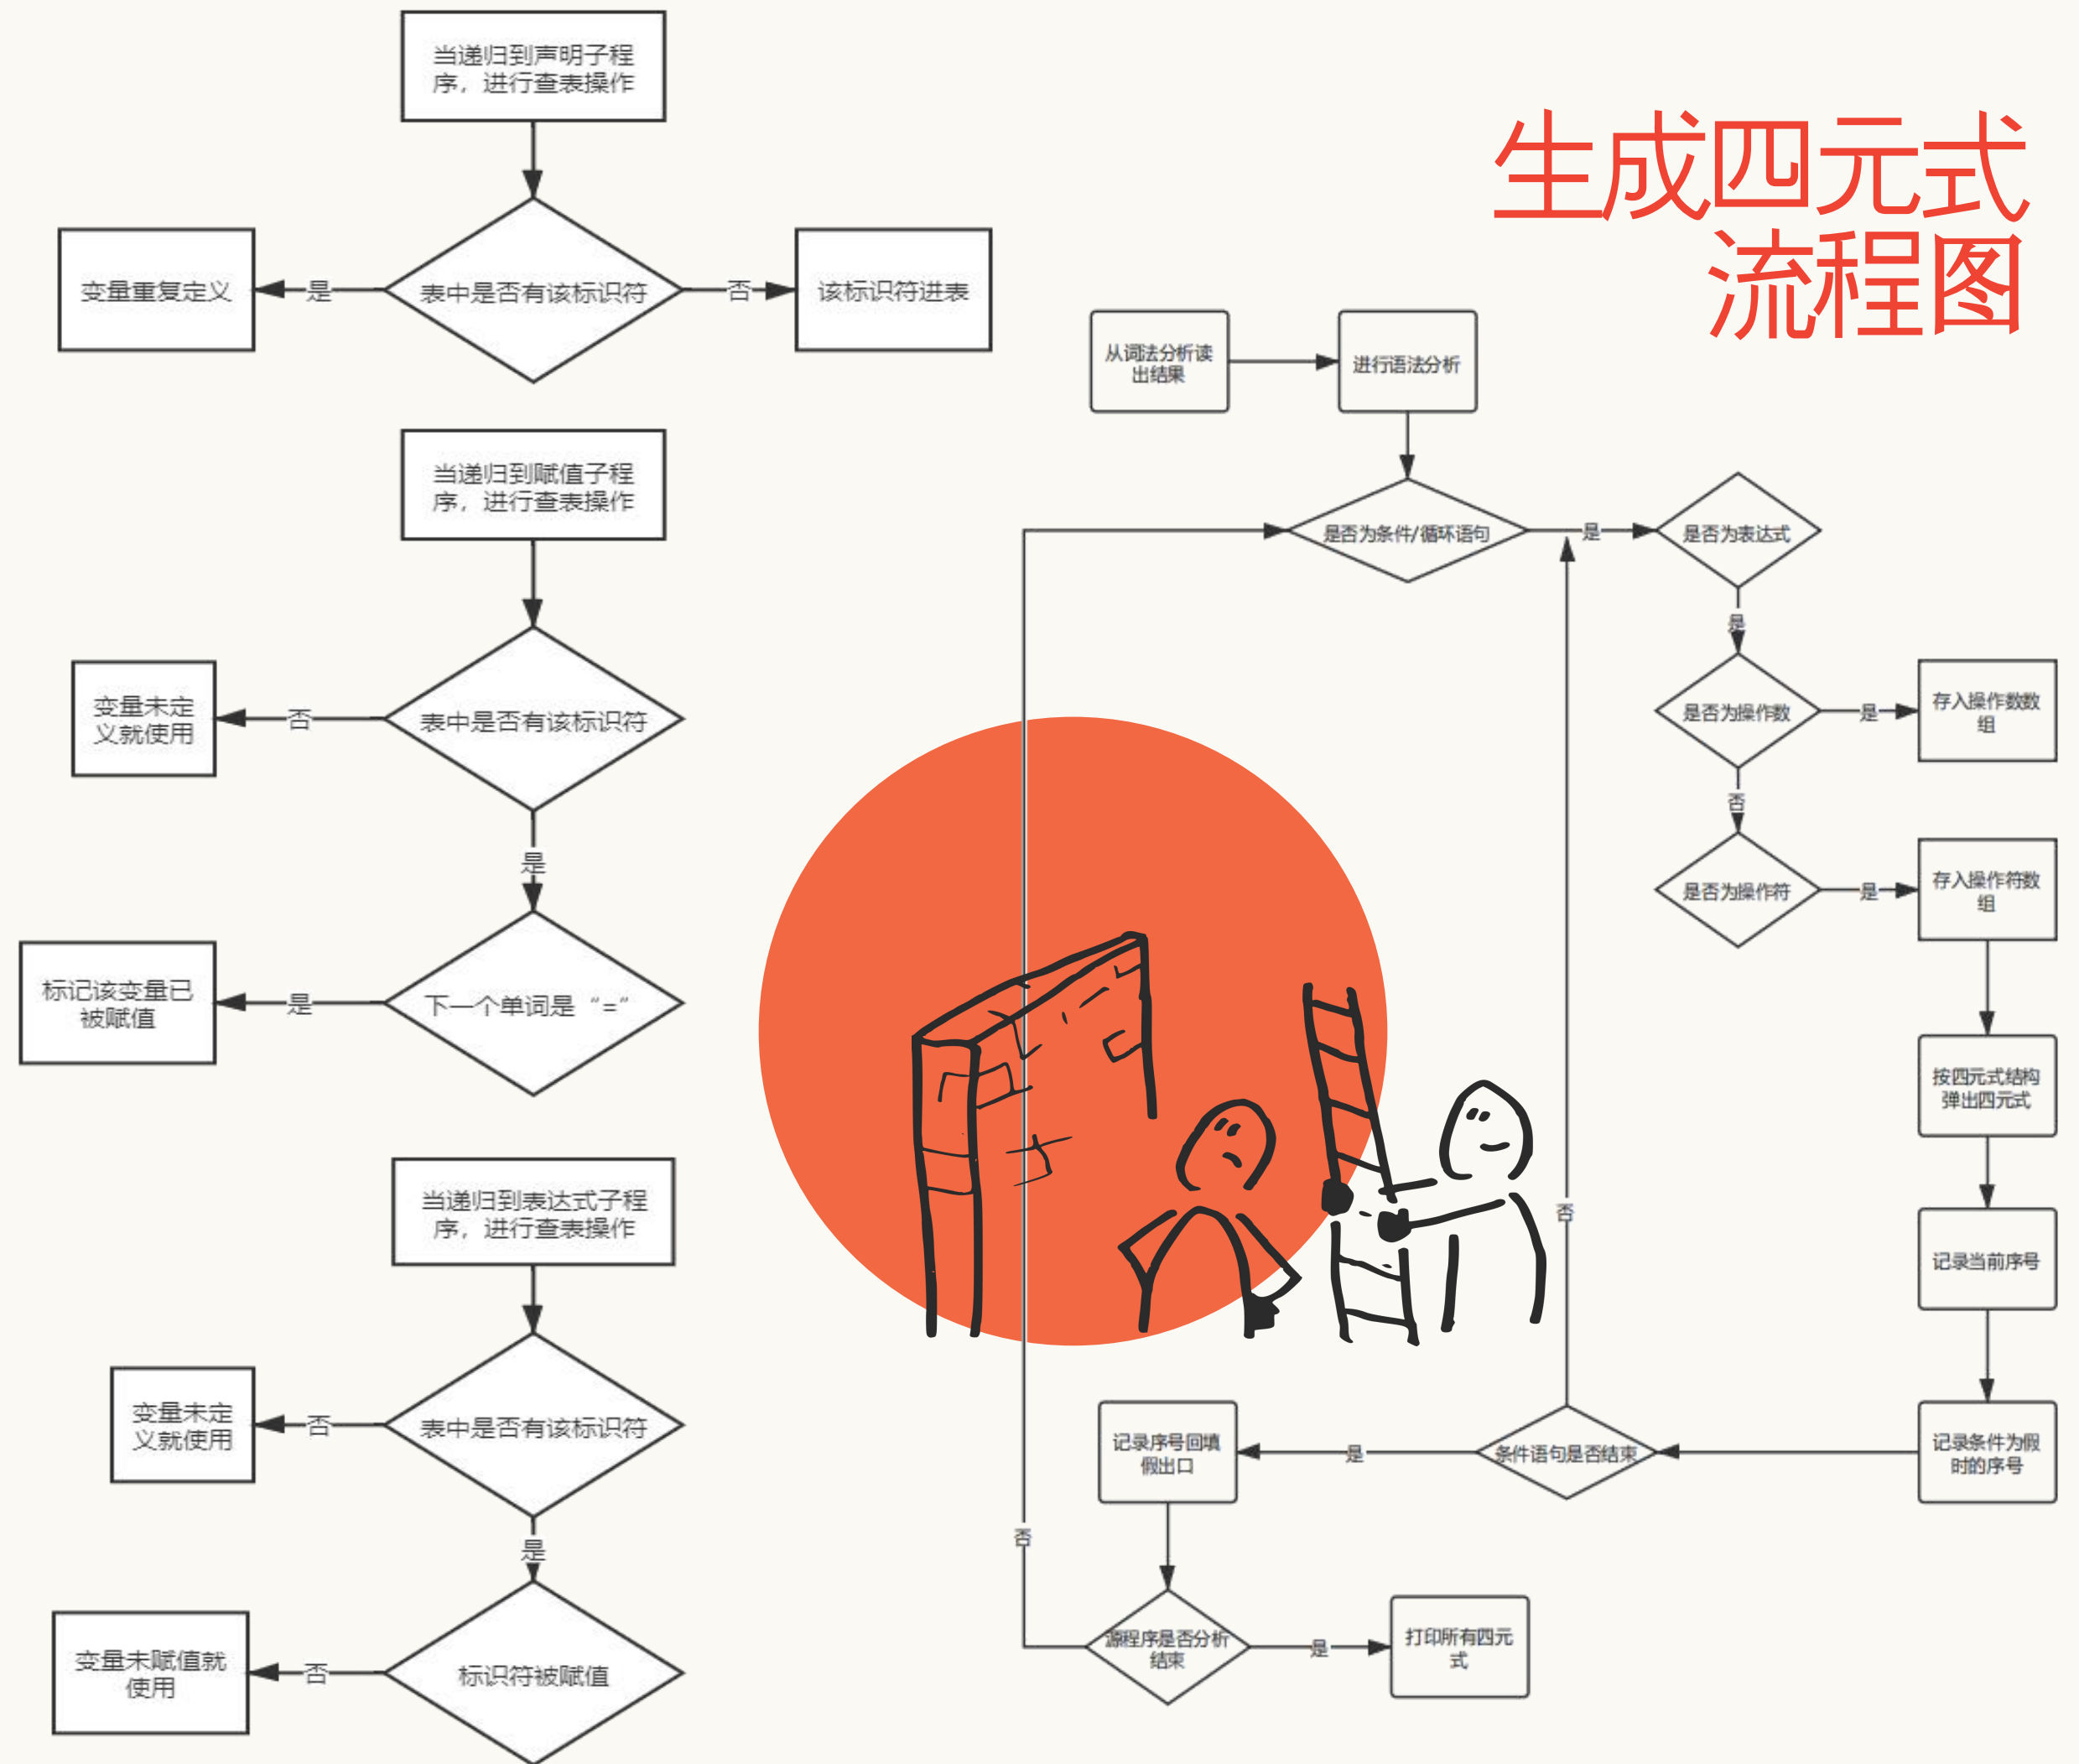 生成四元式
流程图
当递归到声明子程
序，进行查表操作
变量重复定义
是
表中是否有该标识符
否
该标识符进表
当递归到赋值子程
序，进行查表操作
变量未定
义就使用
否
表中是否有该标识符
是
标记该变量已
被赋值
是
下一个单词是“=”
当递归到表达式子程
序，进行查表操作
变量未定
义就使用
否
表中是否有该标识符
是
变量未赋值就
使用
否
标识符被赋值
从词法分析读
出结果
进行语法分析
是否为条件/循环语句
是
是否为表达式
是
是否为操作数
是
存入操作数数
组
否
是否为操作符
是
存入操作符数
组
按四元式结构
弹出四元式
记录当前序号
记录条件为假
时的序号
条件语句是否结束
否
是
记录序号回填
假出口
源程序是否分析
结束
否
是
打印所有四元
式